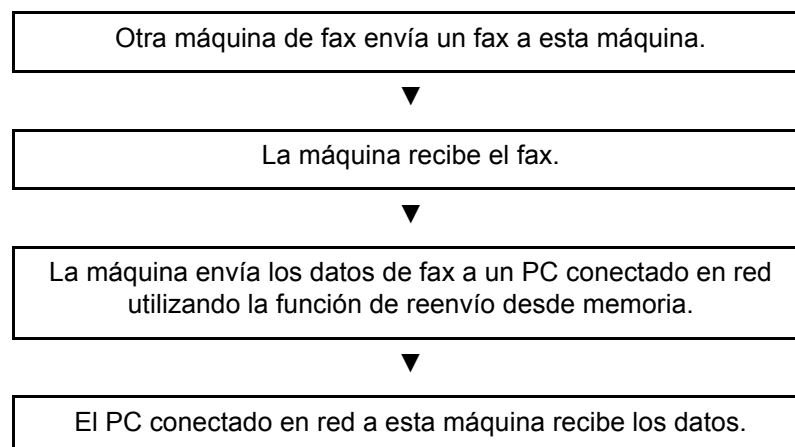 Otra máquina de fax envía un fax a esta máquina.
La máquina recibe el fax.
La máquina envía los datos de fax a un PC conectado en red
utilizando la función de reenvío desde memoria.
El PC conectado en red a esta máquina recibe los datos.